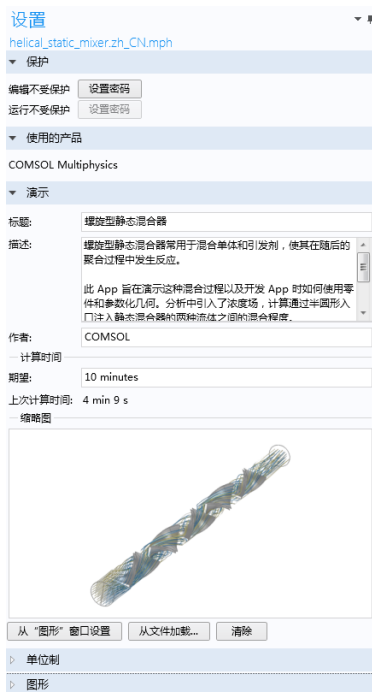 设置
helical_static_mixer.zh_CN.mph
保护
编辑不受保护 设置密码
运行不受保护 设置密码
使用的产品
COMSOL Multiphysics
演示
标题: 螺旋型静态混合器
描述: 螺旋型静态混合器常用于混合单体和引发剂，使其在随后的
聚合过程中发生反应。
此 App 旨在演示这种混合过程以及开发 App 时如何使用零
件和参数化几何。分析中引入了浓度场，计算通过半圆形入
口注入静态混合器的两种流体之间的混合程度。
作者: COMSOL
计算时间
期望: 10 minutes
上次计算时间: 4 min 9 s
缩略图
从“图形”窗口设置 从文件加载... 清除
单位制
图形